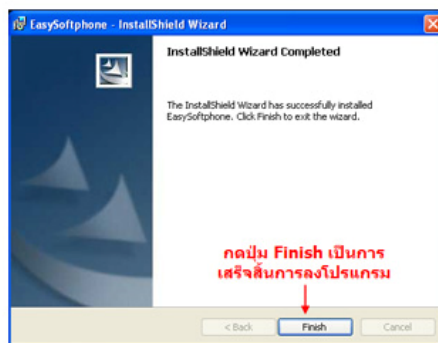 EasySoftphone - InstallShield Wizard
InstallShield Wizard Completed
The InstallShield Wizard has successfully installed
EasySoftphone. Click Finish to exit the wizard.
กดปุ่ม Finish เป็นการ
เสร็จสิ้นการลงโปรแกรม
< Back
Finish
Cancel